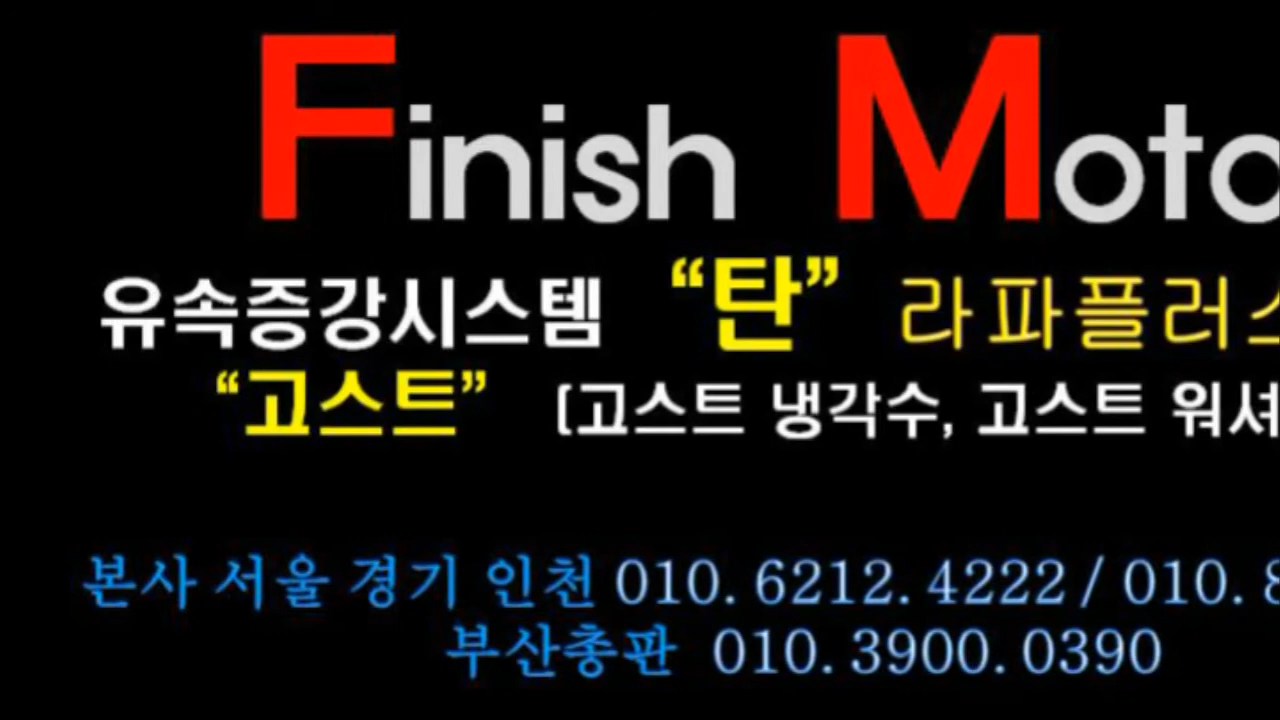 Finish Moto
유속증강시스템 “탄” 라파플러스
“고스트” (고스트 냉각수, 고스트 워셔
본사 서울 경기 인천 010. 6212. 4222 / 010. 8
부산총판 010. 3900. 0390